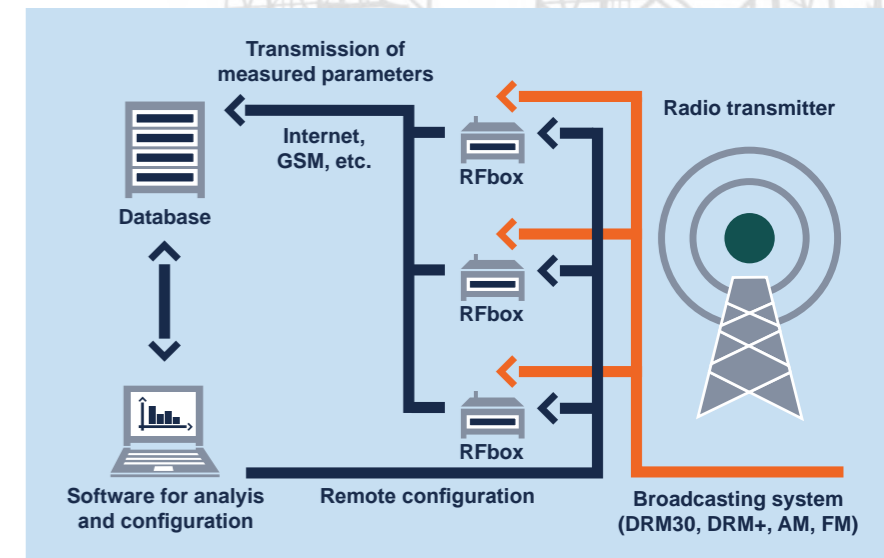 Transmission of
measured parameters
Radio transmitter
Internet,
GSM, etc.
RFbox
Database
RFbox
RFbox
Software for analyis
and configuration
Remote configuration
Broadcasting system
(DRM30, DRM+, AM, FM)